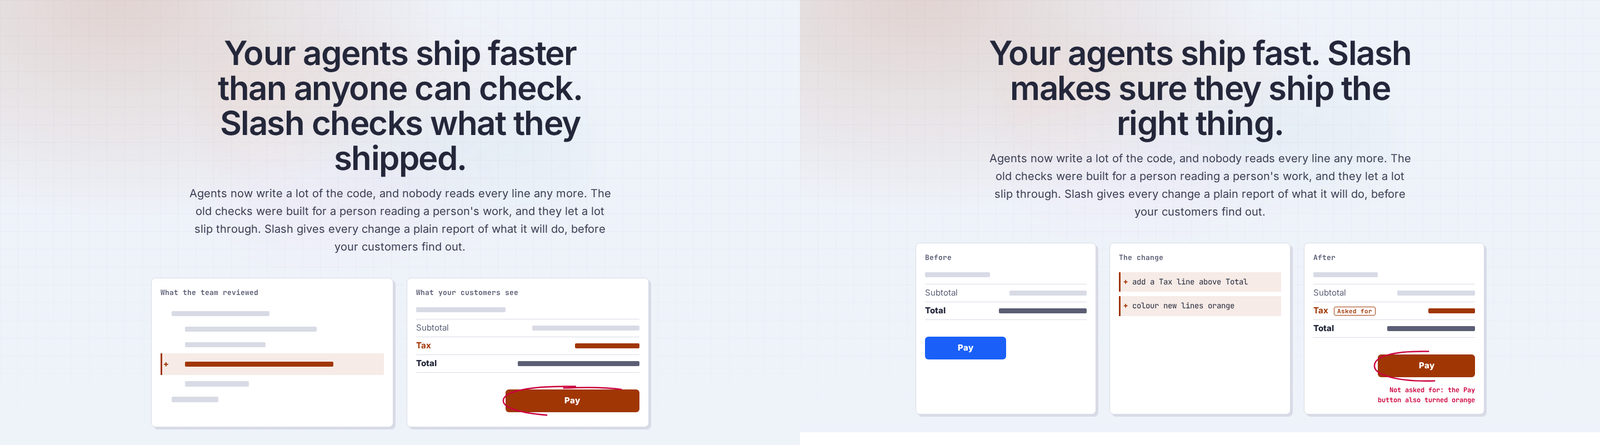 Your agents ship faster
than anyone can check.
Slash checks what they
shipped.
Agents now write a lot of the code, and nobody reads every line any more. The
old checks were built for a person reading a person's work, and they let a lot
slip through. Slash gives every change a plain report of what it will do, before
your customers find out.
What the team reviewed
+
What your customers see
Subtotal
Tax
Total
Pay
Your agents ship fast. Slash
makes sure they ship the
right thing.
Agents now write a lot of the code, and nobody reads every line any more. The
old checks were built for a person reading a person's work, and they let a lot
slip through. Slash gives every change a plain report of what it will do, before
your customers find out.
Before
Subtotal
Total
Pay
The change
+ add a Tax line above Total
+ colour new lines orange
After
Subtotal
Tax Asked for
Total
Pay
Not asked for: the Pay
button also turned orange